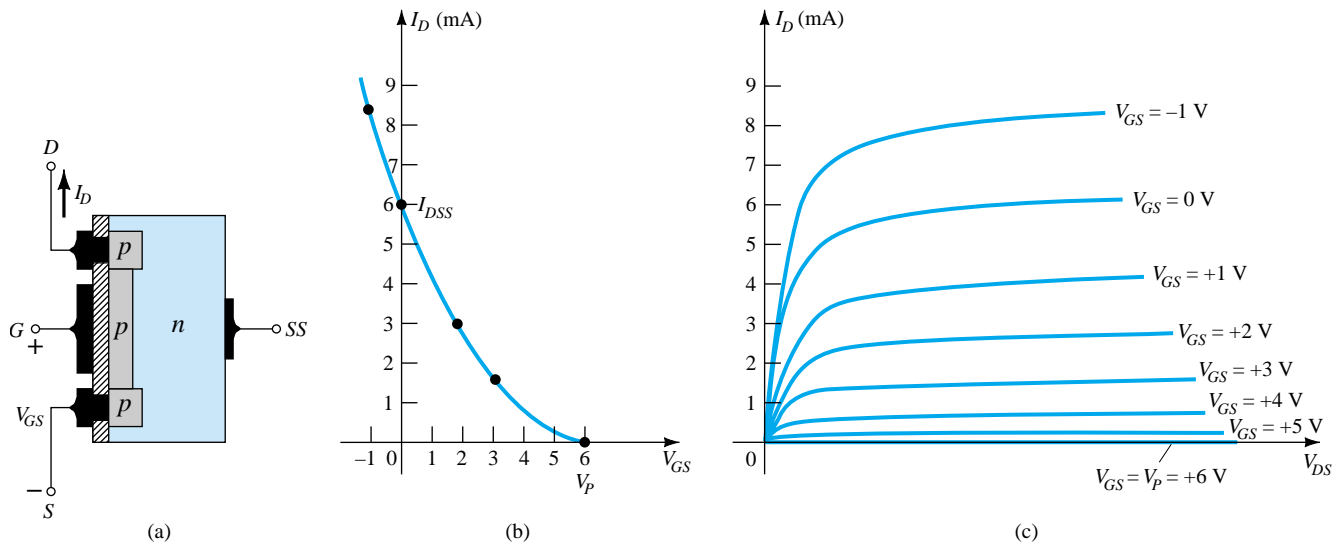 D
I_D
p
p
n
p
G
+
SS
V_GS
−
S
(a)
I_D (mA)
9
8
7
6
I_DSS
5
4
3
2
1
−1
0
1
2
3
4
5
6
V_GS
V_P
(b)
I_D (mA)
9
8
7
6
5
4
3
2
1
0
V_GS = –1 V
V_GS = 0 V
V_GS = +1 V
V_GS = +2 V
V_GS = +3 V
V_GS = +4 V
V_GS = +5 V
V_DS
V_GS = V_P = +6 V
(c)